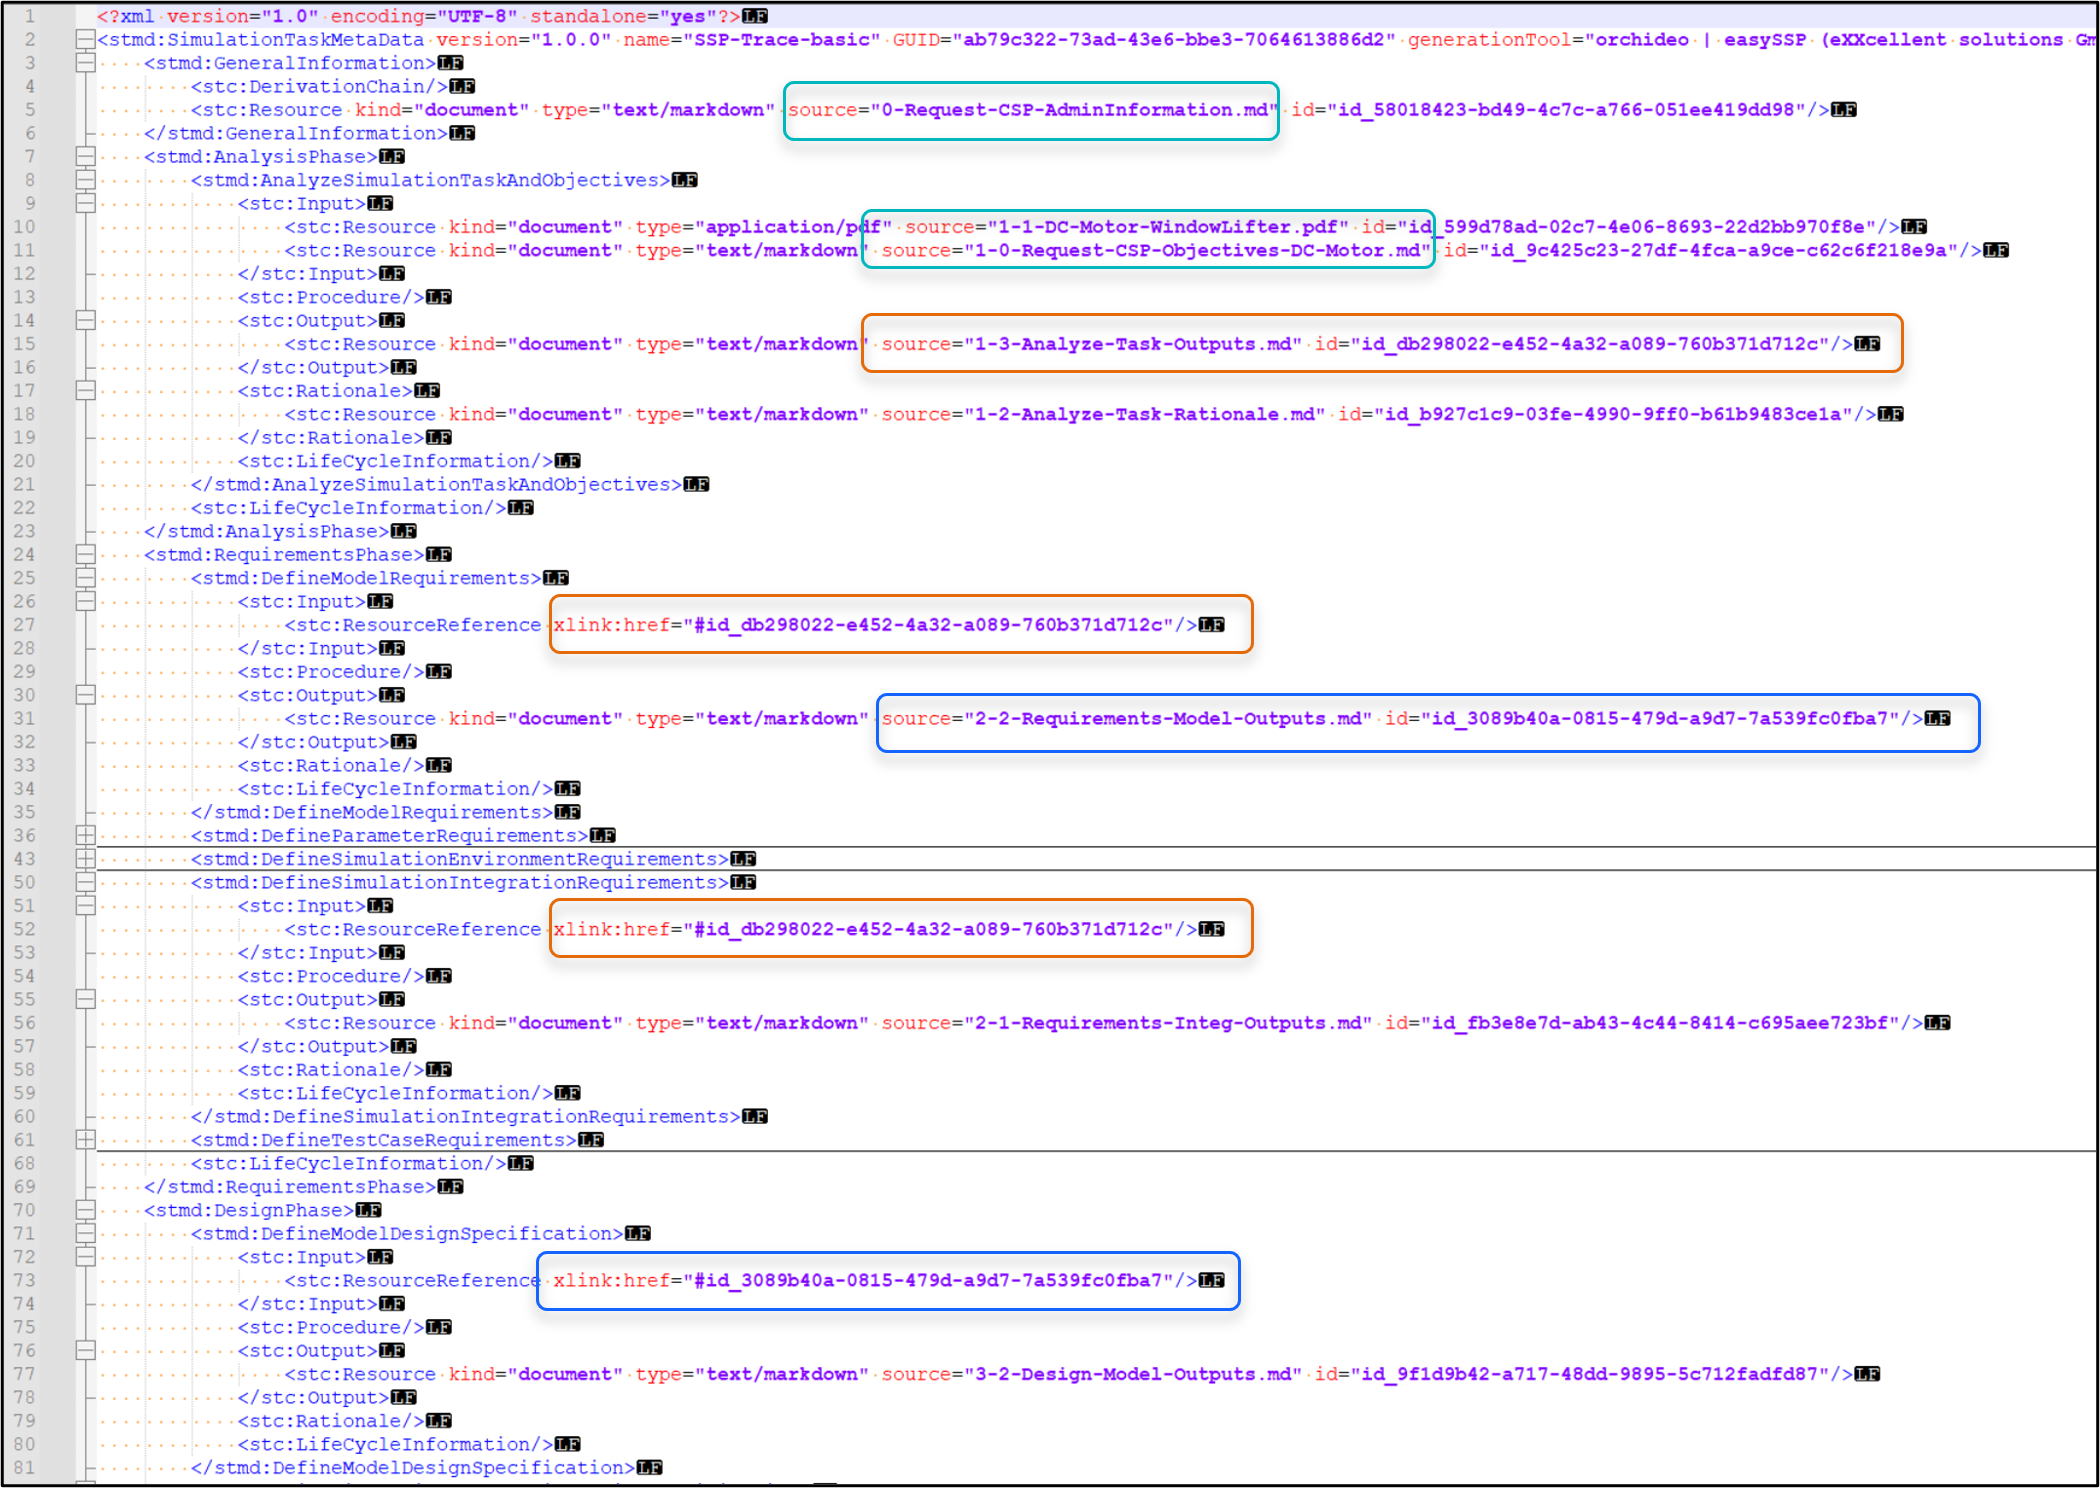 1 <?xml version="1.0" encoding="UTF-8" standalone="yes"?>LF
2 <stmd:SimulationTaskMetaData version="1.0.0" name="SSP-Trace-basic" GUID="ab79c322-73ad-43e6-bbe3-7064613886d2" generationTool="orchideo | easySSP (eXXcellent solutions Gm
3 <stmd:GeneralInformation>LF
4 <stc:DerivationChain/>LF
5 <stc:Resource kind="document" type="text/markdown" source="0-Request-CSP-AdminInformation.md" id="id_58018423-bd49-4c7c-a766-051ee419dd98"/>LF
6 </stmd:GeneralInformation>LF
7 <stmd:AnalysisPhase>LF
8 <stmd:AnalyzeSimulationTaskAndObjectives>LF
9 <stc:Input>LF
10 <stc:Resource kind="document" type="application/pdf" source="1-1-DC-Motor-WindowLifter.pdf" id="id_599d78ad-02c7-4e06-8693-22d2bb970f8e"/>LF
11 <stc:Resource kind="document" type="text/markdown" source="1-0-Request-CSP-Objectives-DC-Motor.md" id="id_9c425c23-27df-4fca-a9ce-c62c6f218e9a"/>LF
12 </stc:Input>LF
13 <stc:Procedure/>LF
14 <stc:Output>LF
15 <stc:Resource kind="document" type="text/markdown" source="1-3-Analyze-Task-Outputs.md" id="id_db298022-e452-4a32-a089-760b371d712c"/>LF
16 </stc:Output>LF
17 <stc:Rationale>LF
18 <stc:Resource kind="document" type="text/markdown" source="1-2-Analyze-Task-Rationale.md" id="id_b927c1c9-03fe-4990-9ff0-b61b9483ce1a"/>LF
19 </stc:Rationale>LF
20 <stc:LifeCycleInformation/>LF
21 </stmd:AnalyzeSimulationTaskAndObjectives>LF
22 <stc:LifeCycleInformation/>LF
23 </stmd:AnalysisPhase>LF
24 <stmd:RequirementsPhase>LF
25 <stmd:DefineModelRequirements>LF
26 <stc:Input>LF
27 <stc:ResourceReference xlink:href="#id_db298022-e452-4a32-a089-760b371d712c"/>LF
28 </stc:Input>LF
29 <stc:Procedure/>LF
30 <stc:Output>LF
31 <stc:Resource kind="document" type="text/markdown" source="2-2-Requirements-Model-Outputs.md" id="id_3089b40a-0815-479d-a9d7-7a539fc0fba7"/>LF
32 </stc:Output>LF
33 <stc:Rationale/>LF
34 <stc:LifeCycleInformation/>LF
35 </stmd:DefineModelRequirements>LF
36 <stmd:DefineParameterRequirements>LF
43 <stmd:DefineSimulationEnvironmentRequirements>LF
50 <stmd:DefineSimulationIntegrationRequirements>LF
51 <stc:Input>LF
52 <stc:ResourceReference xlink:href="#id_db298022-e452-4a32-a089-760b371d712c"/>LF
53 </stc:Input>LF
54 <stc:Procedure/>LF
55 <stc:Output>LF
56 <stc:Resource kind="document" type="text/markdown" source="2-1-Requirements-Integ-Outputs.md" id="id_fb3e8e7d-ab43-4c44-8414-c695aee723bf"/>LF
57 </stc:Output>LF
58 <stc:Rationale/>LF
59 <stc:LifeCycleInformation/>LF
60 </stmd:DefineSimulationIntegrationRequirements>LF
61 <stmd:DefineTestCaseRequirements>LF
68 <stc:LifeCycleInformation/>LF
69 </stmd:RequirementsPhase>LF
70 <stmd:DesignPhase>LF
71 <stmd:DefineModelDesignSpecification>LF
72 <stc:Input>LF
73 <stc:ResourceReference xlink:href="#id_3089b40a-0815-479d-a9d7-7a539fc0fba7"/>LF
74 </stc:Input>LF
75 <stc:Procedure/>LF
76 <stc:Output>LF
77 <stc:Resource kind="document" type="text/markdown" source="3-2-Design-Model-Outputs.md" id="id_9f1d9b42-a717-48dd-9895-5c712fadfd87"/>LF
78 </stc:Output>LF
79 <stc:Rationale/>LF
80 <stc:LifeCycleInformation/>LF
81 </stmd:DefineModelDesignSpecification>LF